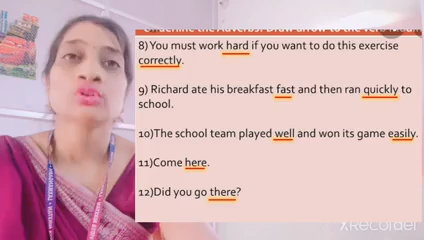 8)You must work hard if you want to do this exercise
correctly.
9) Richard ate his breakfast fast and then ran quickly to
school.
10)The school team played well and won its game easily.
11)Come here.
12)Did you go there?
XRecorder